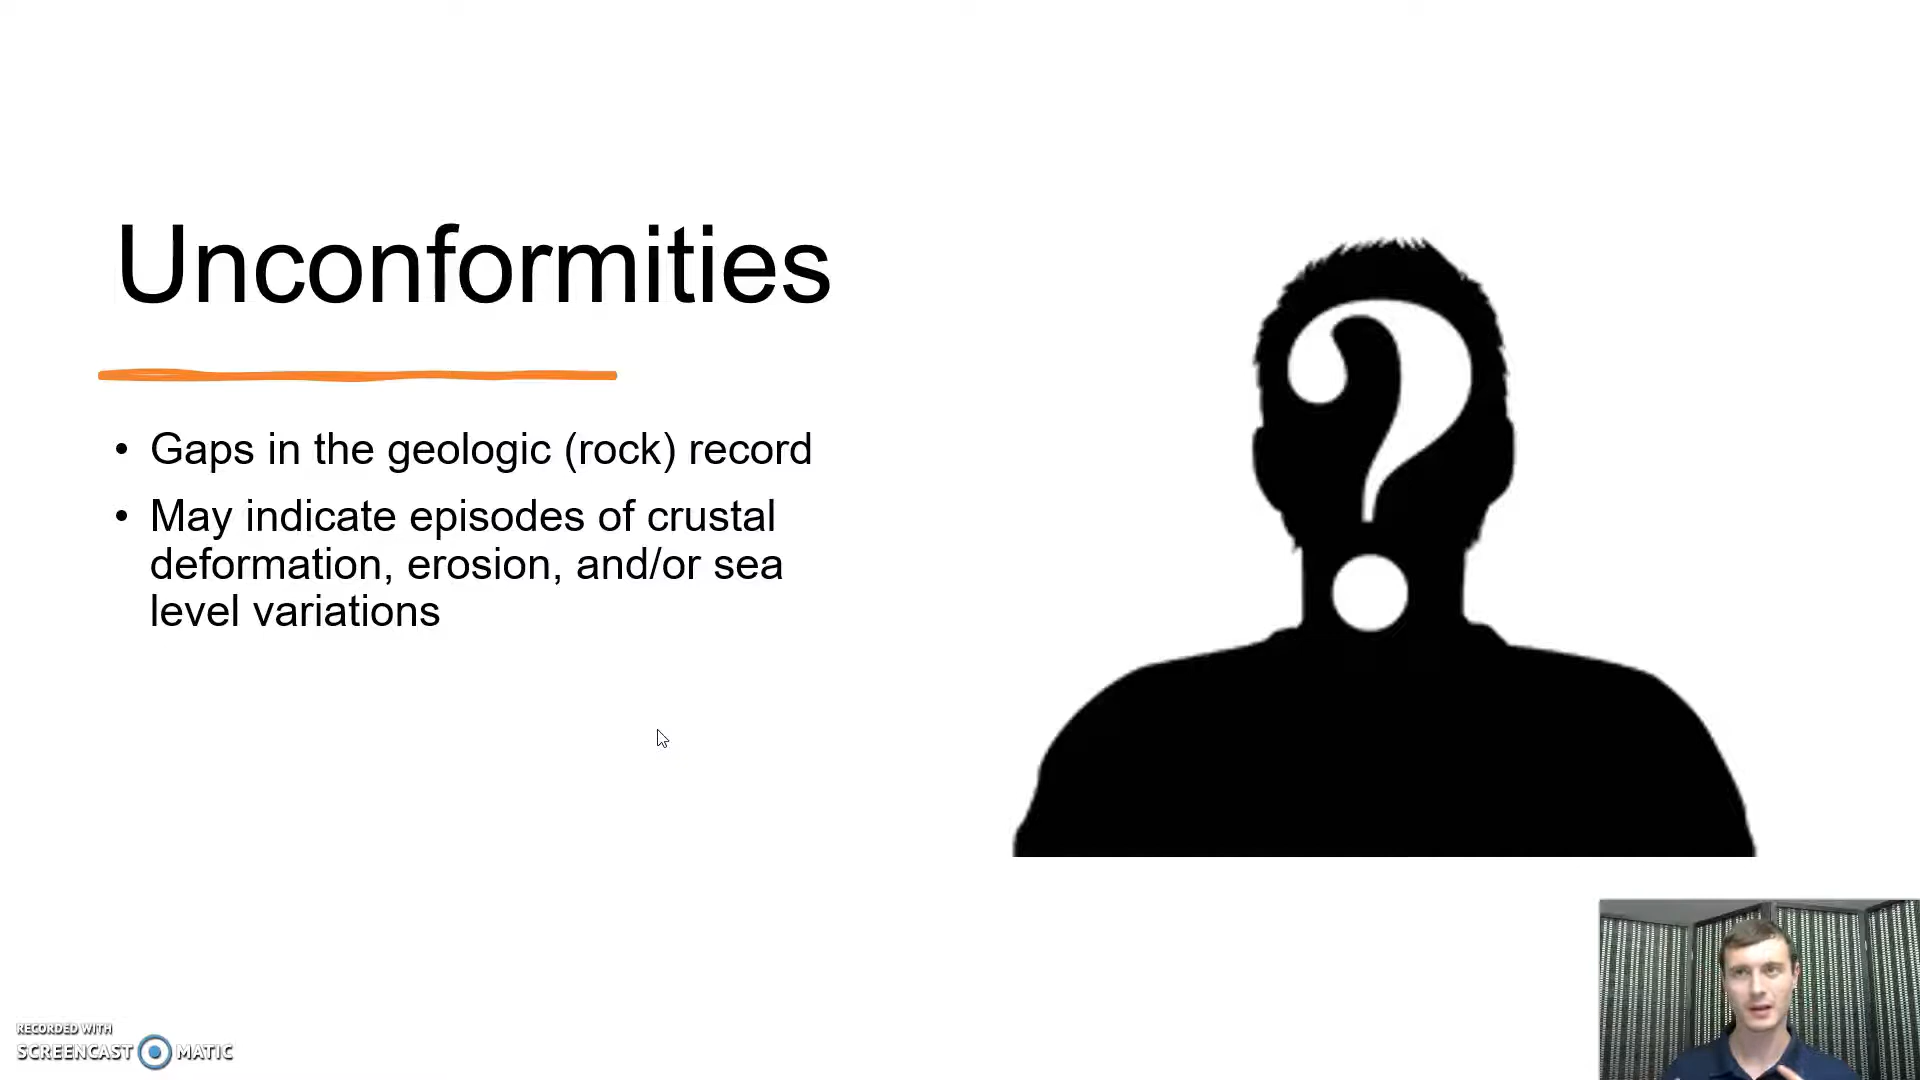 Unconformities
• Gaps in the geologic (rock) record
• May indicate episodes of crustal
deformation, erosion, and/or sea
level variations
?
RECORDED WITH
SCREENCAST MATIC